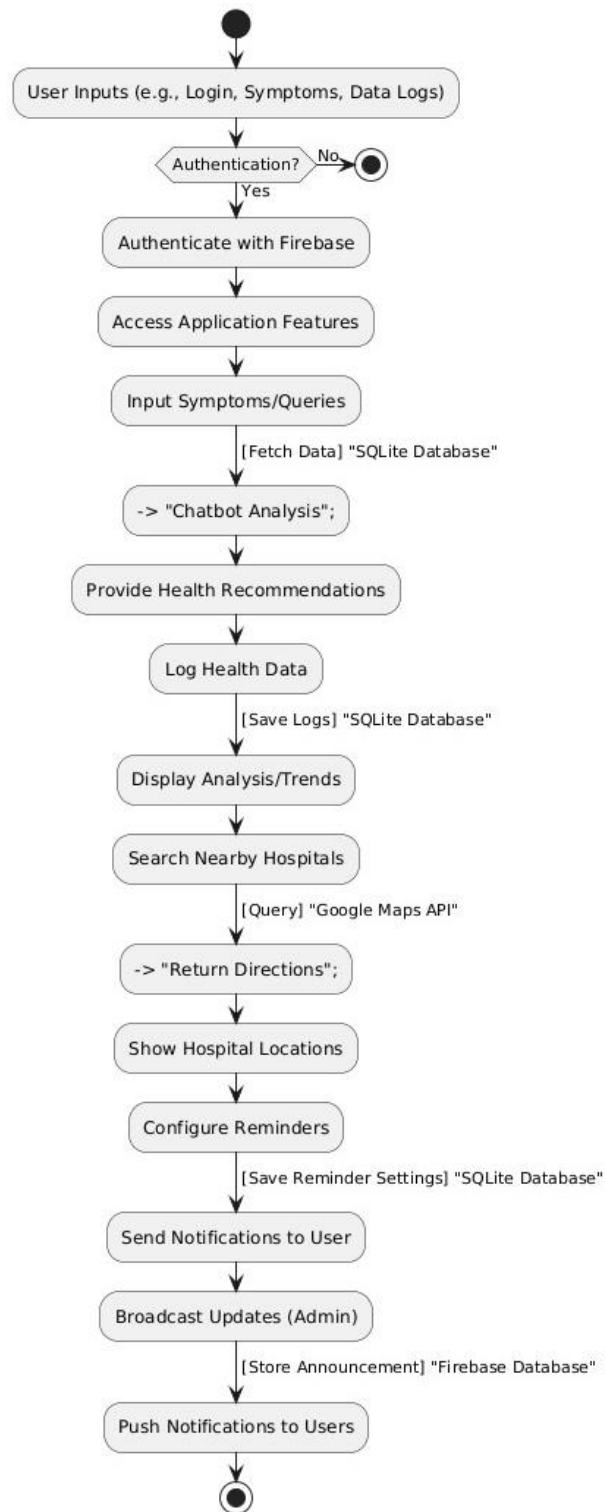 User Inputs (e.g., Login, Symptoms, Data Logs)
Authentication?
No
Yes
Authenticate with Firebase
Access Application Features
Input Symptoms/Queries
[Fetch Data] "SQLite Database"
-> "Chatbot Analysis";
Provide Health Recommendations
Log Health Data
[Save Logs] "SQLite Database"
Display Analysis/Trends
Search Nearby Hospitals
[Query] "Google Maps API"
-> "Return Directions";
Show Hospital Locations
Configure Reminders
[Save Reminder Settings] "SQLite Database"
Send Notifications to User
Broadcast Updates (Admin)
[Store Announcement] "Firebase Database"
Push Notifications to Users